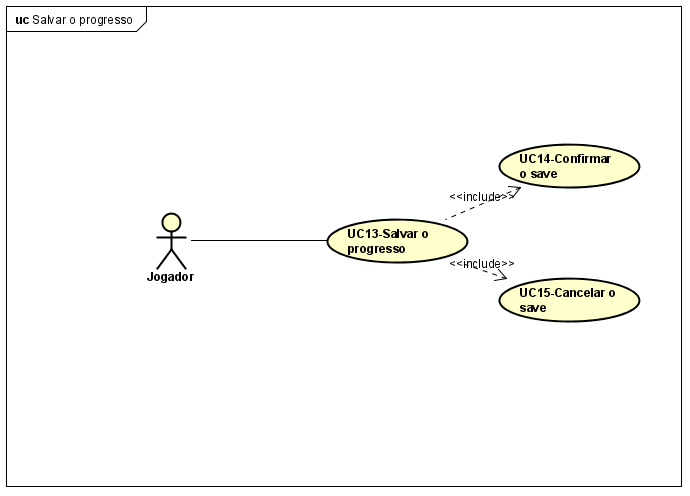 uc Salvar o progresso
UC14-Confirmar
o save
<<include>>
UC13-Salvar o
progresso
Jogador
<<include>>
UC15-Cancelar o
save